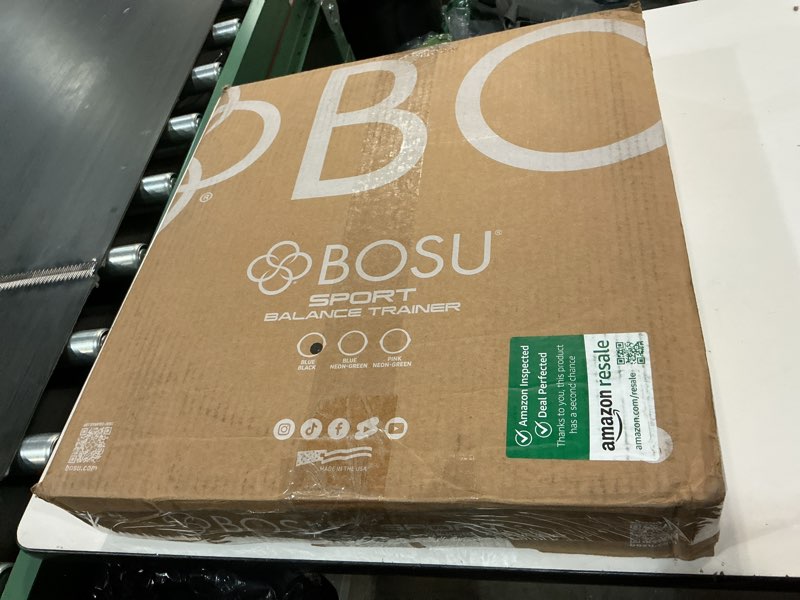 BO
®
BOSU®
SPORT
BALANCE TRAINER
BLUE
BLACK
BLUE
NEON-GREEN
PINK
NEON-GREEN
MADE IN THE USA
bosu.com
Amazon Inspected
Deal Perfected
Thanks to you, this product
has a second chance
amazon resale
amazon.com/resale
BOSU